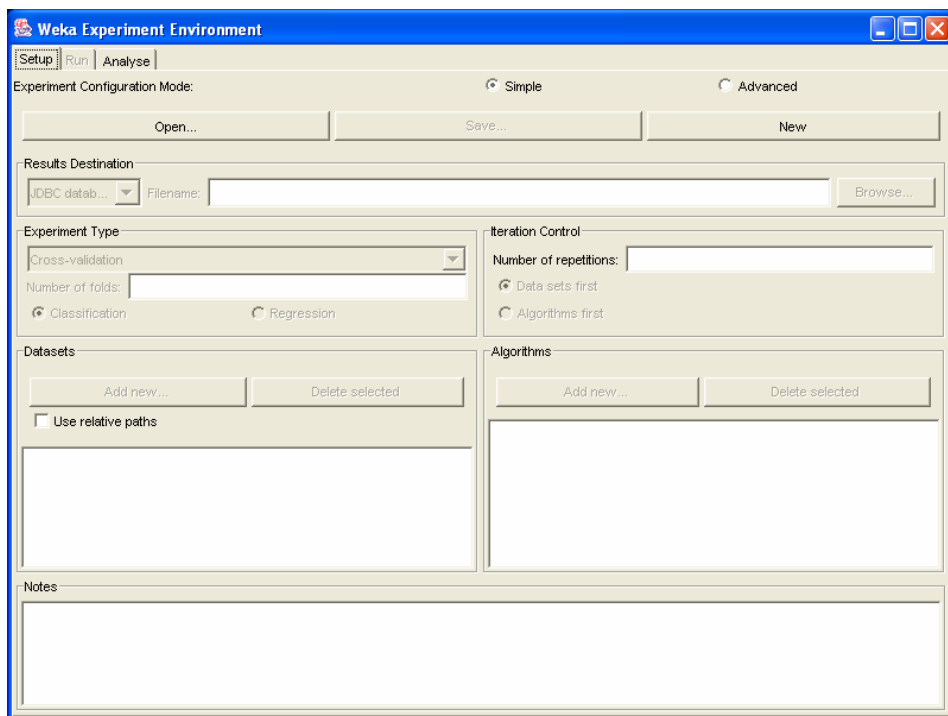 Weka Experiment Environment
Setup Run Analyse
Experiment Configuration Mode: Simple Advanced
Open... Save... New
Results Destination
JDBC datab... Filename: Browse...
Experiment Type Iteration Control
Cross-validation Number of repetitions:
Number of folds: Data sets first
Classification Regression Algorithms first
Datasets Algorithms
Add new... Delete selected Add new... Delete selected
Use relative paths
Notes